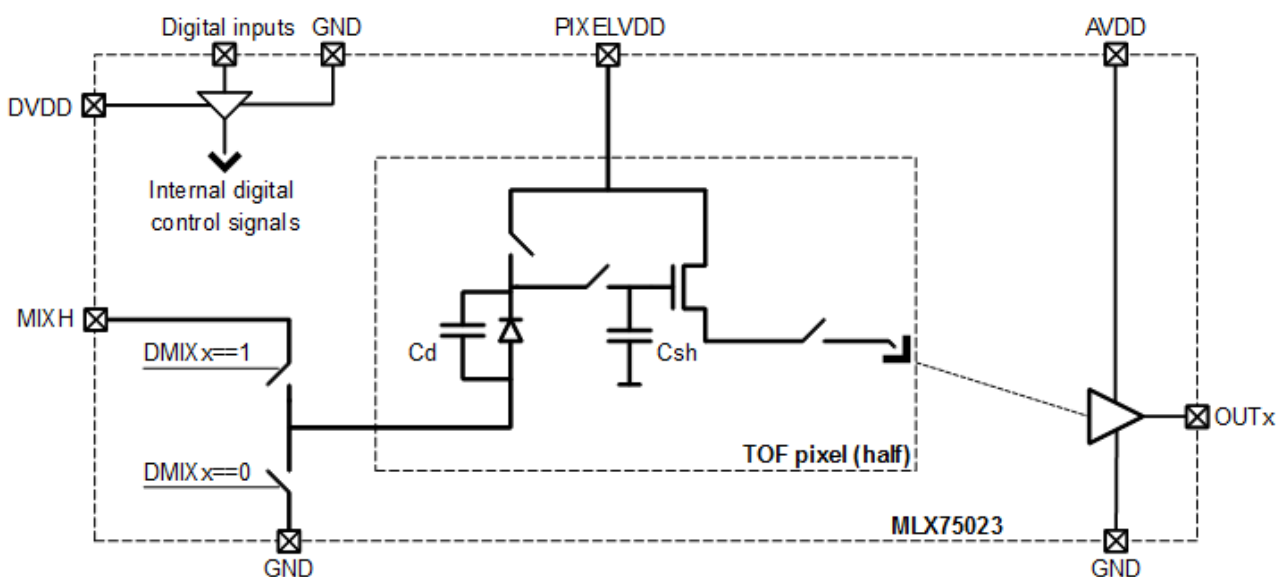 Digital inputs
GND
PIXELVDD
AVDD
DVDD
Internal digital
control signals
MIXH
DMIXx==1
Cd
Csh
OUTx
TOF pixel (half)
DMIXx==0
MLX75023
GND
GND